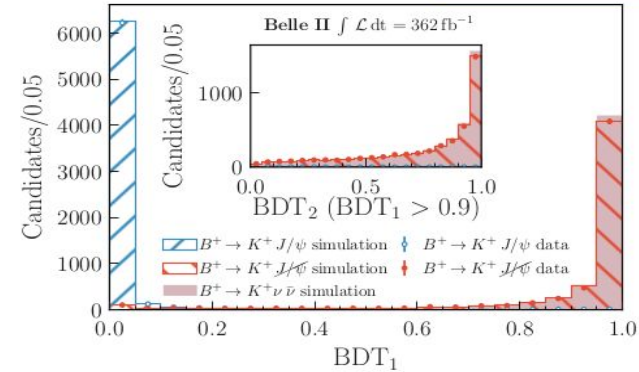 Belle II ∫ ℒ dt = 362 fb⁻¹
Candidates/0.05
6000
5000
4000
3000
2000
1000
0
Candidates/0.05
1000
0
0.0 0.5 1.0
BDT₂ (BDT₁ > 0.9)
B⁺ → K⁺ J/ψ simulation
B⁺ → K⁺ J/ψ data
B⁺ → K⁺ J/ψ simulation
B⁺ → K⁺ J/ψ data
B⁺ → K⁺ν ν̄ simulation
0.0 0.2 0.4 0.6 0.8 1.0
BDT₁